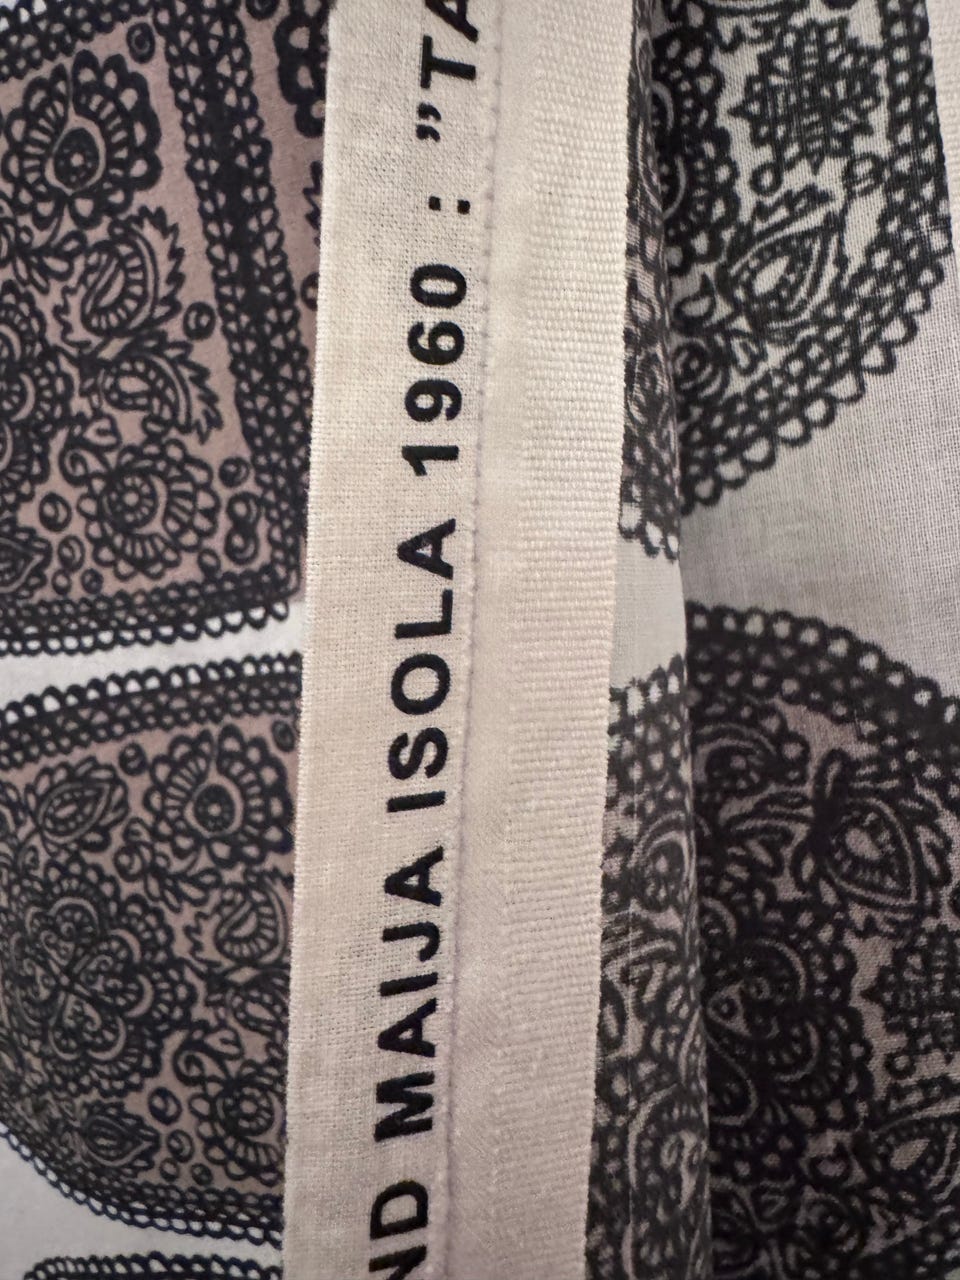 ND MAIJA ISOLA 1960 : ”TA